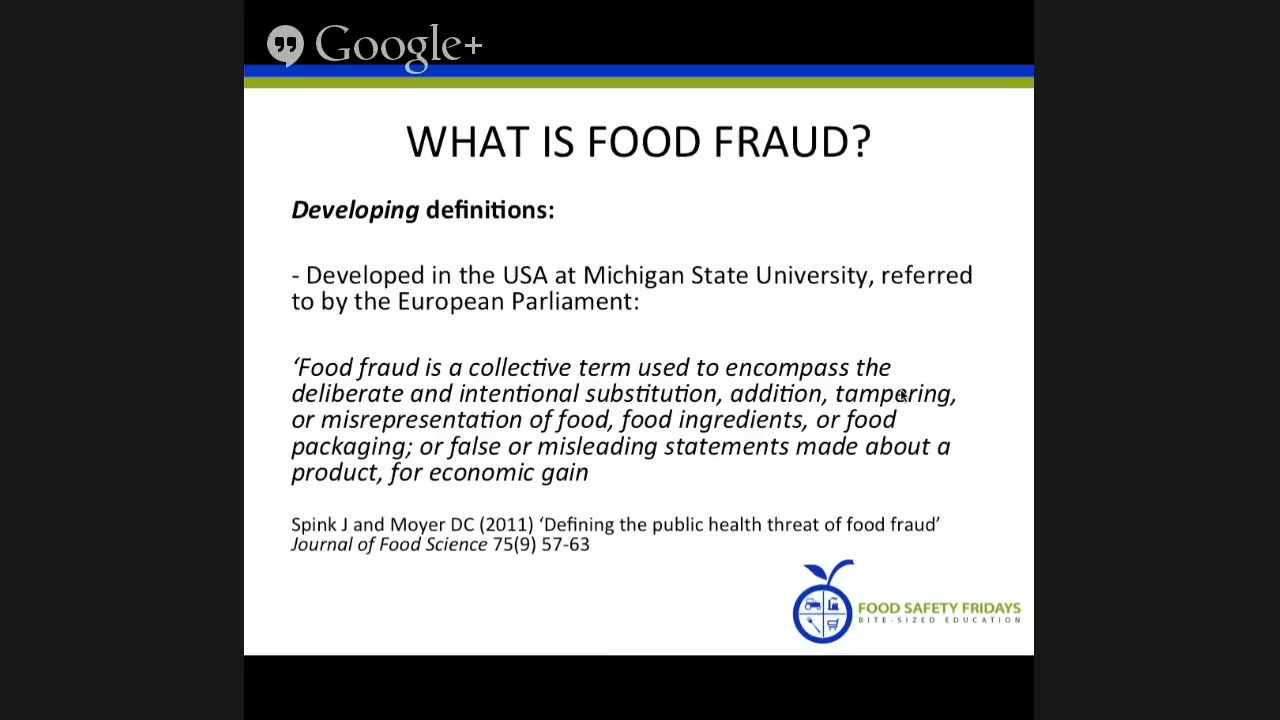 Google+
WHAT IS FOOD FRAUD?
Developing definitions:
- Developed in the USA at Michigan State University, referred
to by the European Parliament:
‘Food fraud is a collective term used to encompass the
deliberate and intentional substitution, addition, tampering,
or misrepresentation of food, food ingredients, or food
packaging; or false or misleading statements made about a
product, for economic gain
Spink J and Moyer DC (2011) ‘Defining the public health threat of food fraud’
Journal of Food Science 75(9) 57-63
FOOD SAFETY FRIDAYS
BITE-SIZED EDUCATION